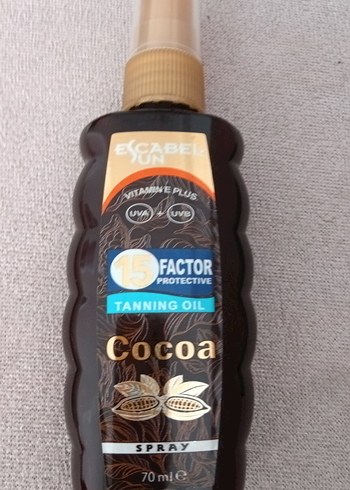 ESCABEL
SUN
VITAMIN E PLUS
UVA + UVB
15 FACTOR
PROTECTIVE
TANNING OIL
Cocoa
SPRAY
70 ml e